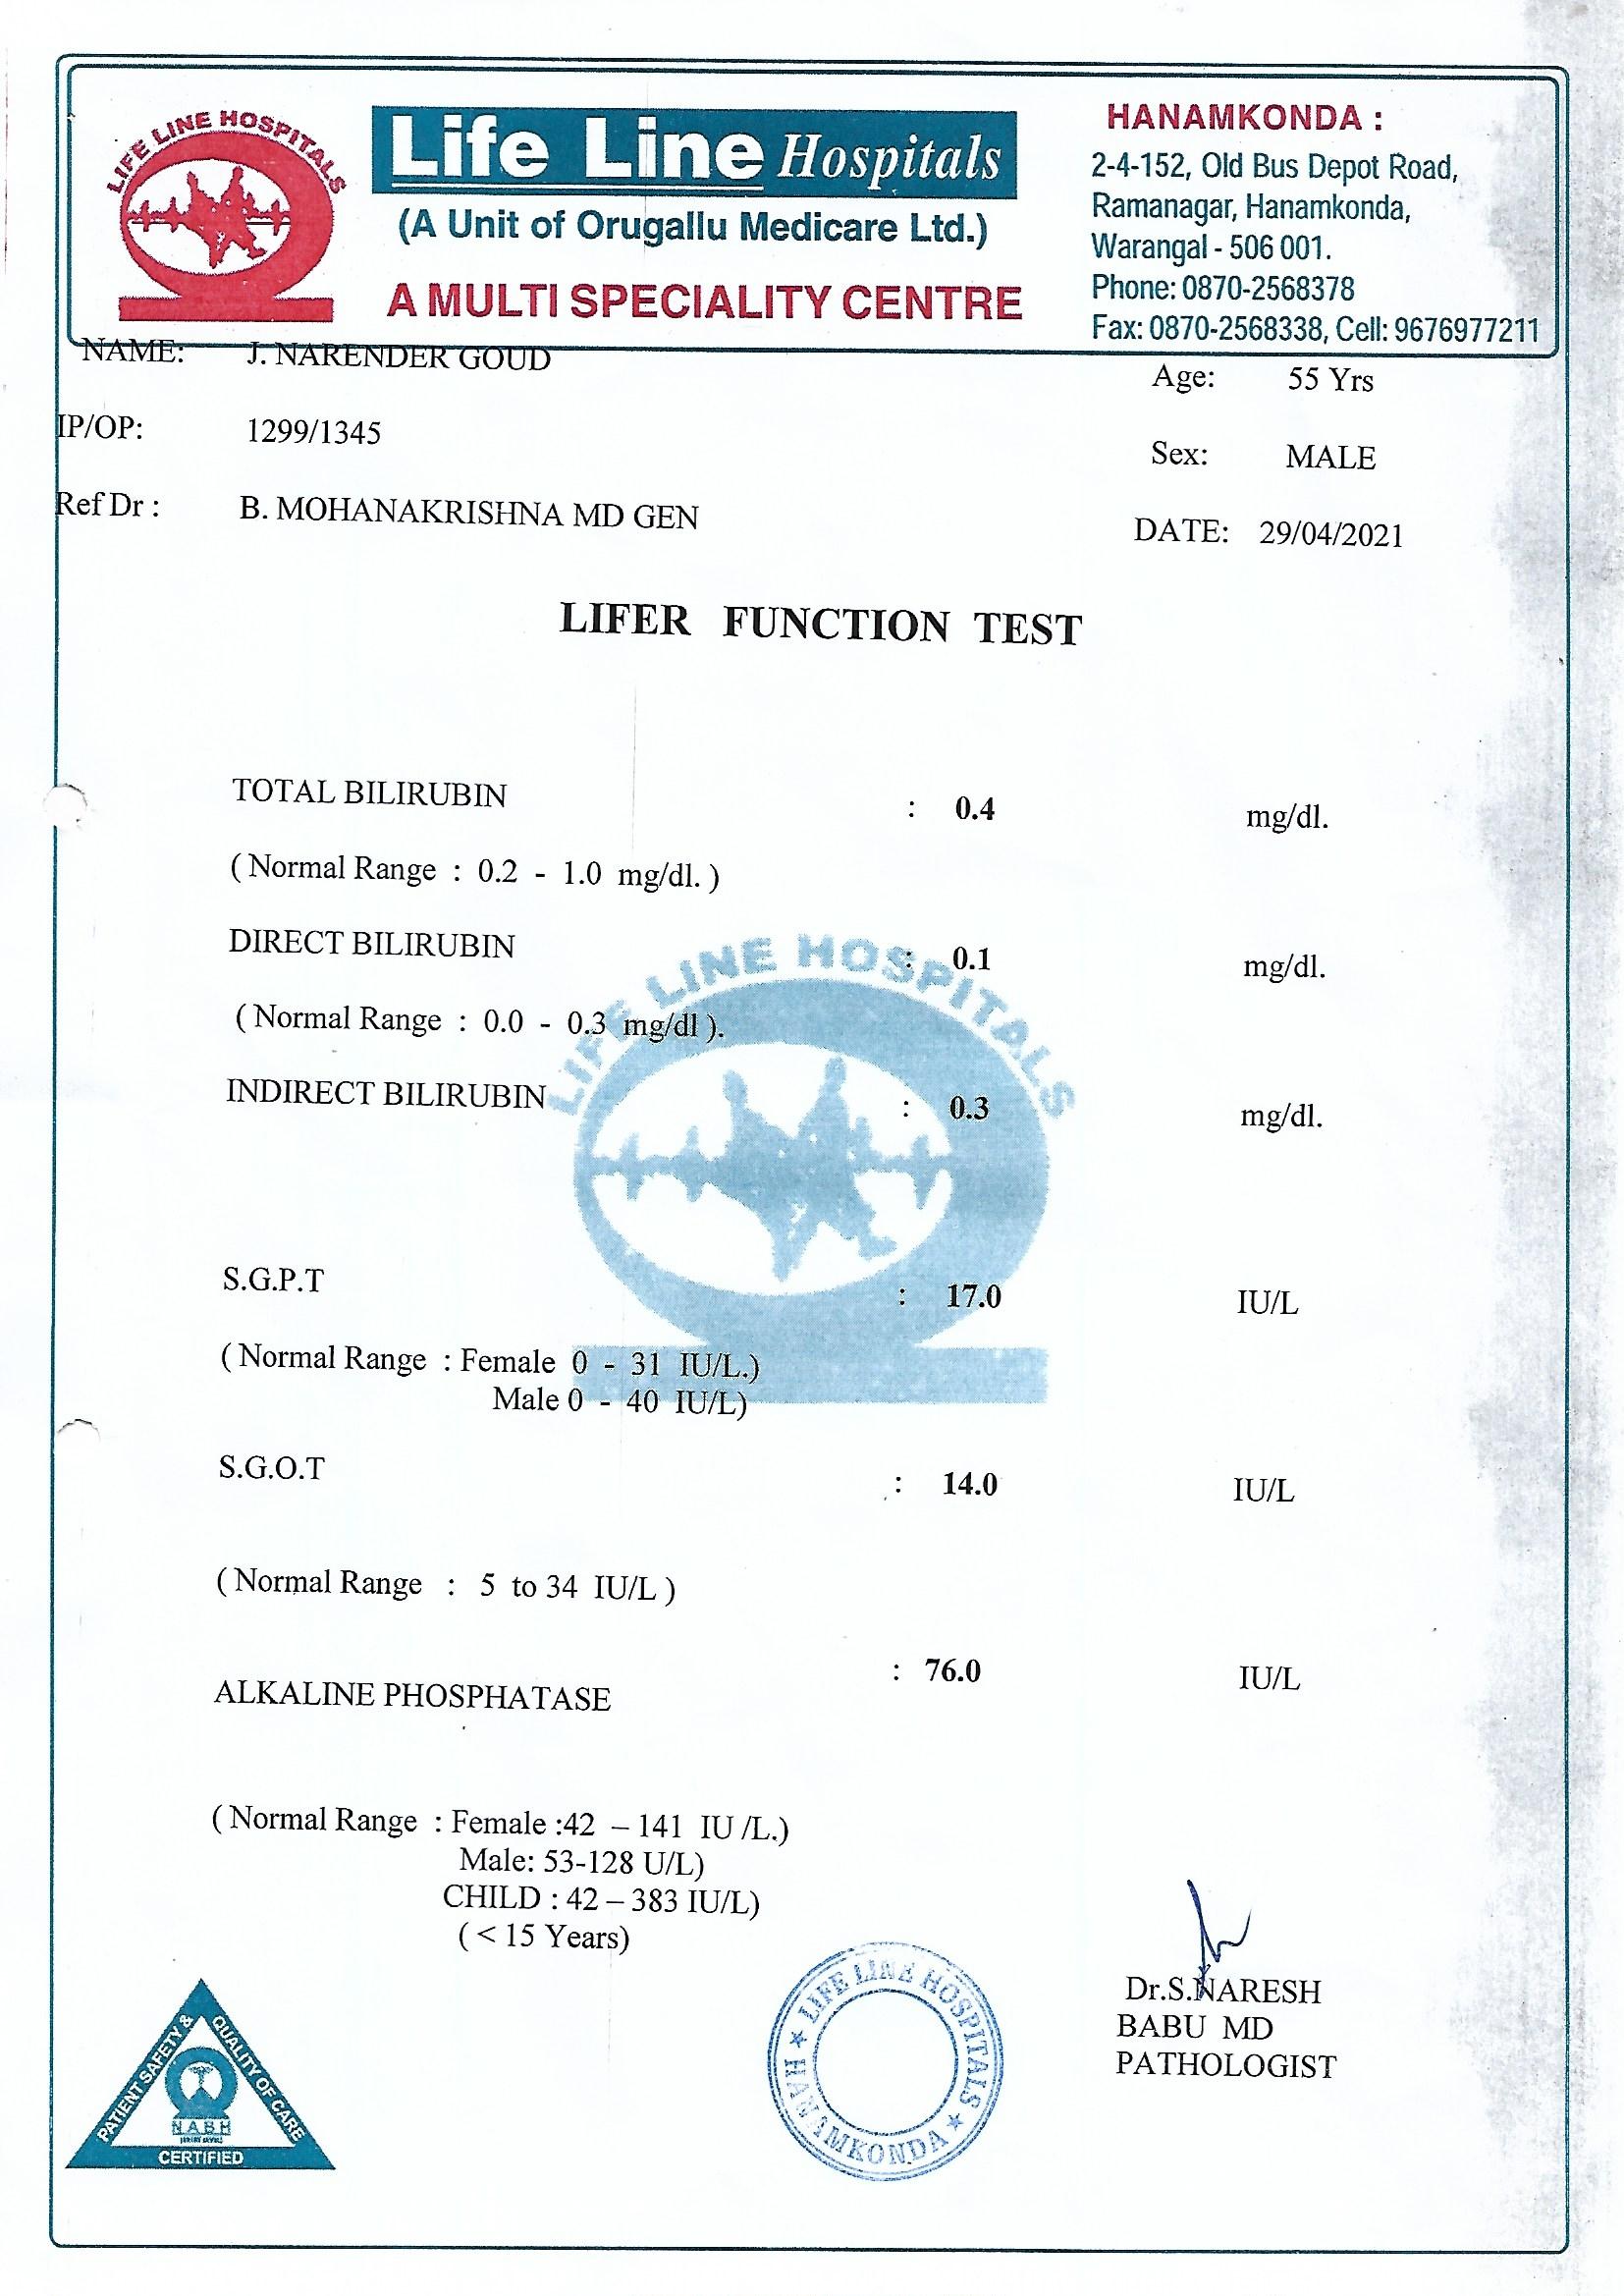 LIFE LINE HOSPITALS
Life Line Hospitals
(A Unit of Orugallu Medicare Ltd.)
A MULTI SPECIALITY CENTRE
HANAMKONDA :
2-4-152, Old Bus Depot Road,
Ramanagar, Hanamkonda,
Warangal - 506 001.
Phone: 0870-2568378
Fax: 0870-2568338, Cell: 9676977211
NAME: J. NARENDER GOUD
Age: 55 Yrs
IP/OP: 1299/1345
Sex: MALE
Ref Dr : B. MOHANAKRISHNA MD GEN
DATE: 29/04/2021
LIFER FUNCTION TEST
TOTAL BILIRUBIN : 0.4 mg/dl.
( Normal Range : 0.2 - 1.0 mg/dl. )
DIRECT BILIRUBIN : 0.1 mg/dl.
( Normal Range : 0.0 - 0.3 mg/dl ).
INDIRECT BILIRUBIN : 0.3 mg/dl.
LIFE LINE HOSPITALS
S.G.P.T : 17.0 IU/L
( Normal Range : Female 0 - 31 IU/L.)
Male 0 - 40 IU/L)
S.G.O.T : 14.0 IU/L
( Normal Range : 5 to 34 IU/L )
ALKALINE PHOSPHATASE : 76.0 IU/L
( Normal Range : Female :42 – 141 IU /L.)
Male: 53-128 U/L)
CHILD : 42 – 383 IU/L)
( < 15 Years)
Dr.S.NARESH
BABU MD
PATHOLOGIST
LIFE LINE HOSPITALS
HANAMKONDA
PATIENT SAFETY &
QUALITY OF CARE
NABH
CERTIFIED